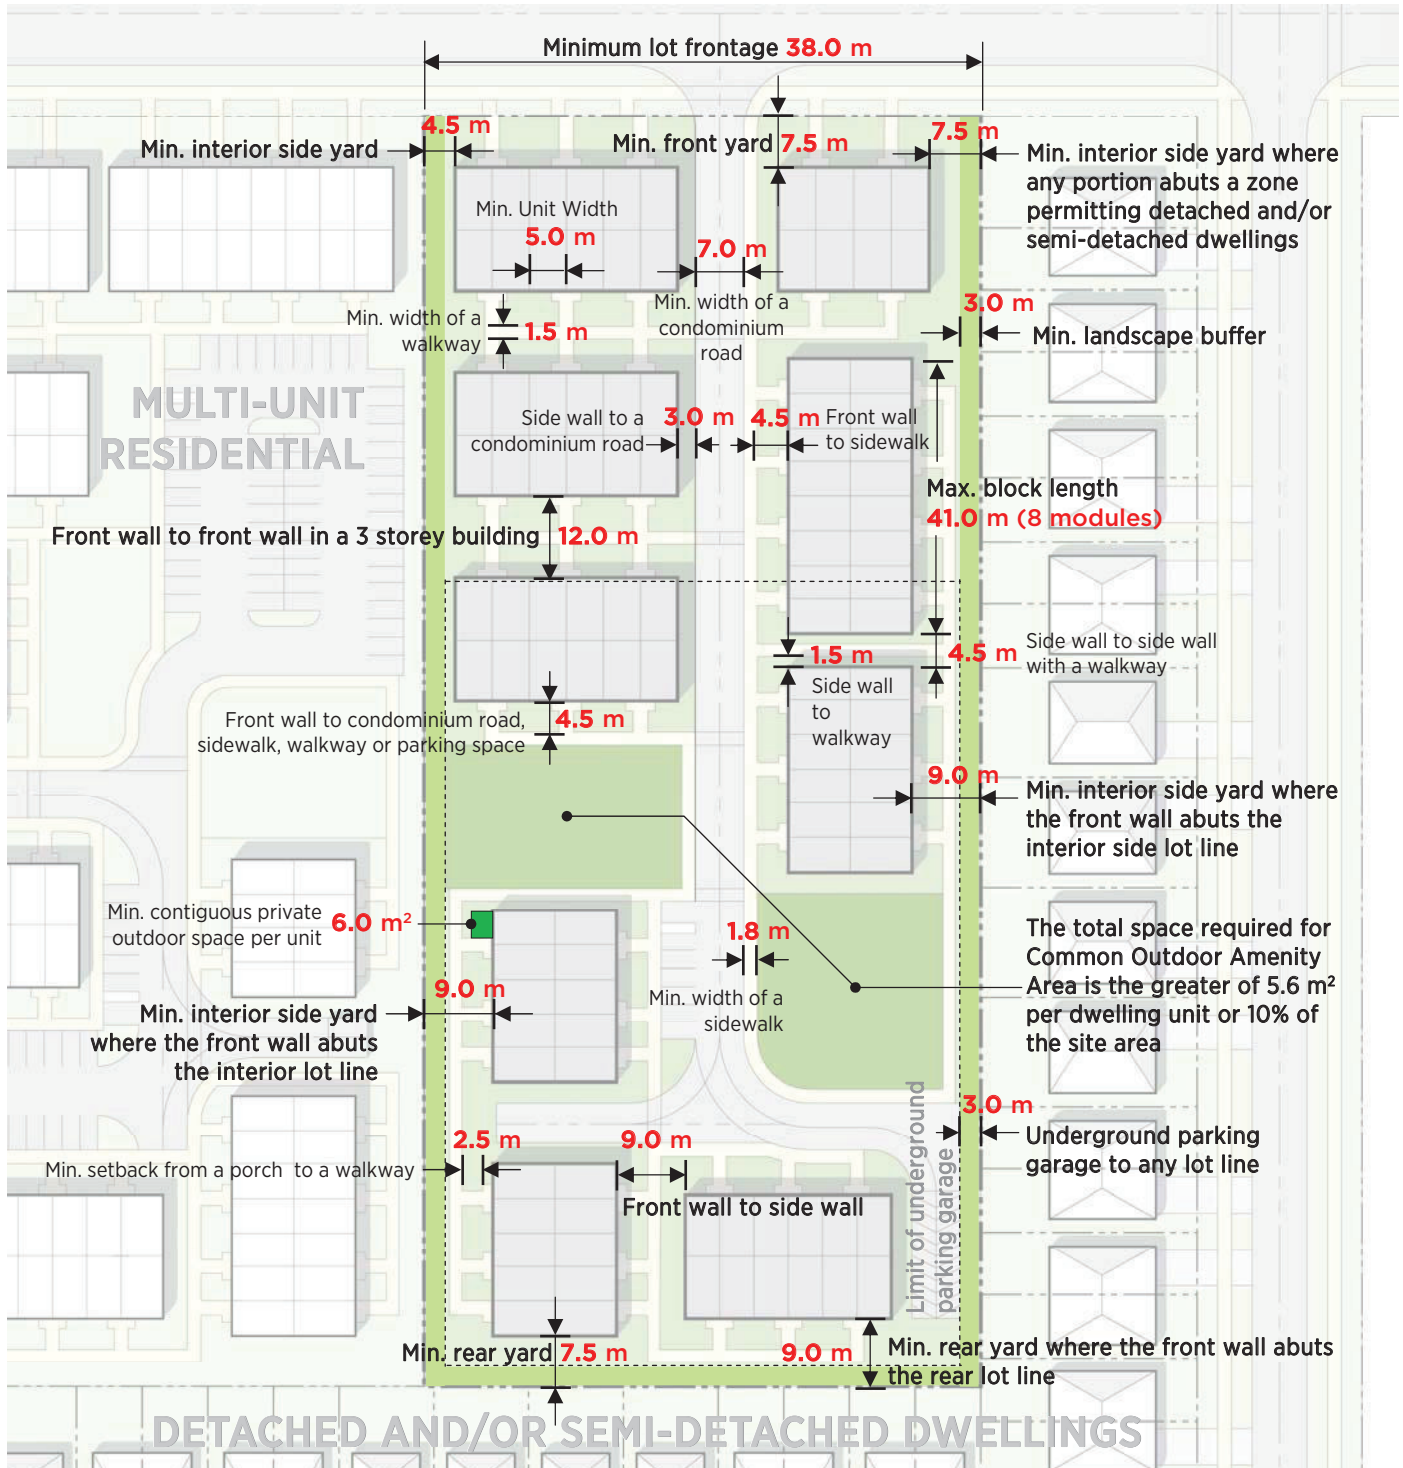 Minimum lot frontage 38.0 m
4.5 m
Min. interior side yard
Min. front yard 7.5 m
7.5 m
Min. interior side yard where
any portion abuts a zone
permitting detached and/or
semi-detached dwellings
Min. Unit Width
5.0 m
7.0 m
Min. width of a
condominium
road
Min. width of a
walkway
1.5 m
3.0 m
Min. landscape buffer
MULTI-UNIT
RESIDENTIAL
Side wall to a
condominium road
3.0 m
4.5 m
Front wall
to sidewalk
Max. block length
41.0 m (8 modules)
Front wall to front wall in a 3 storey building 12.0 m
1.5 m
Side wall
to
walkway
4.5 m
Side wall to side wall
with a walkway
Front wall to condominium road,
sidewalk, walkway or parking space
4.5 m
9.0 m
Min. interior side yard where
the front wall abuts the
interior side lot line
Min. contiguous private
outdoor space per unit
6.0 m²
1.8 m
Min. width of a
sidewalk
The total space required for
Common Outdoor Amenity
Area is the greater of 5.6 m²
per dwelling unit or 10% of
the site area
9.0 m
Min. interior side yard
where the front wall abuts
the interior lot line
3.0 m
Underground parking
garage to any lot line
Limit of underground
parking garage
2.5 m
Min. setback from a porch to a walkway
9.0 m
Front wall to side wall
Min. rear yard 7.5 m
9.0 m
Min. rear yard where the front wall abuts
the rear lot line
DETACHED AND/OR SEMI-DETACHED DWELLINGS